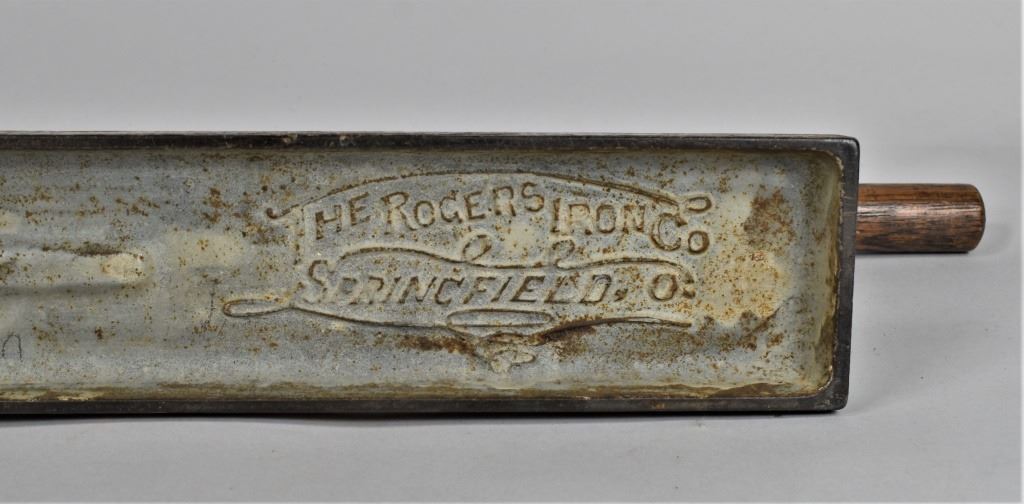 THE ROGERS IRON CO
SPRINGFIELD, O.